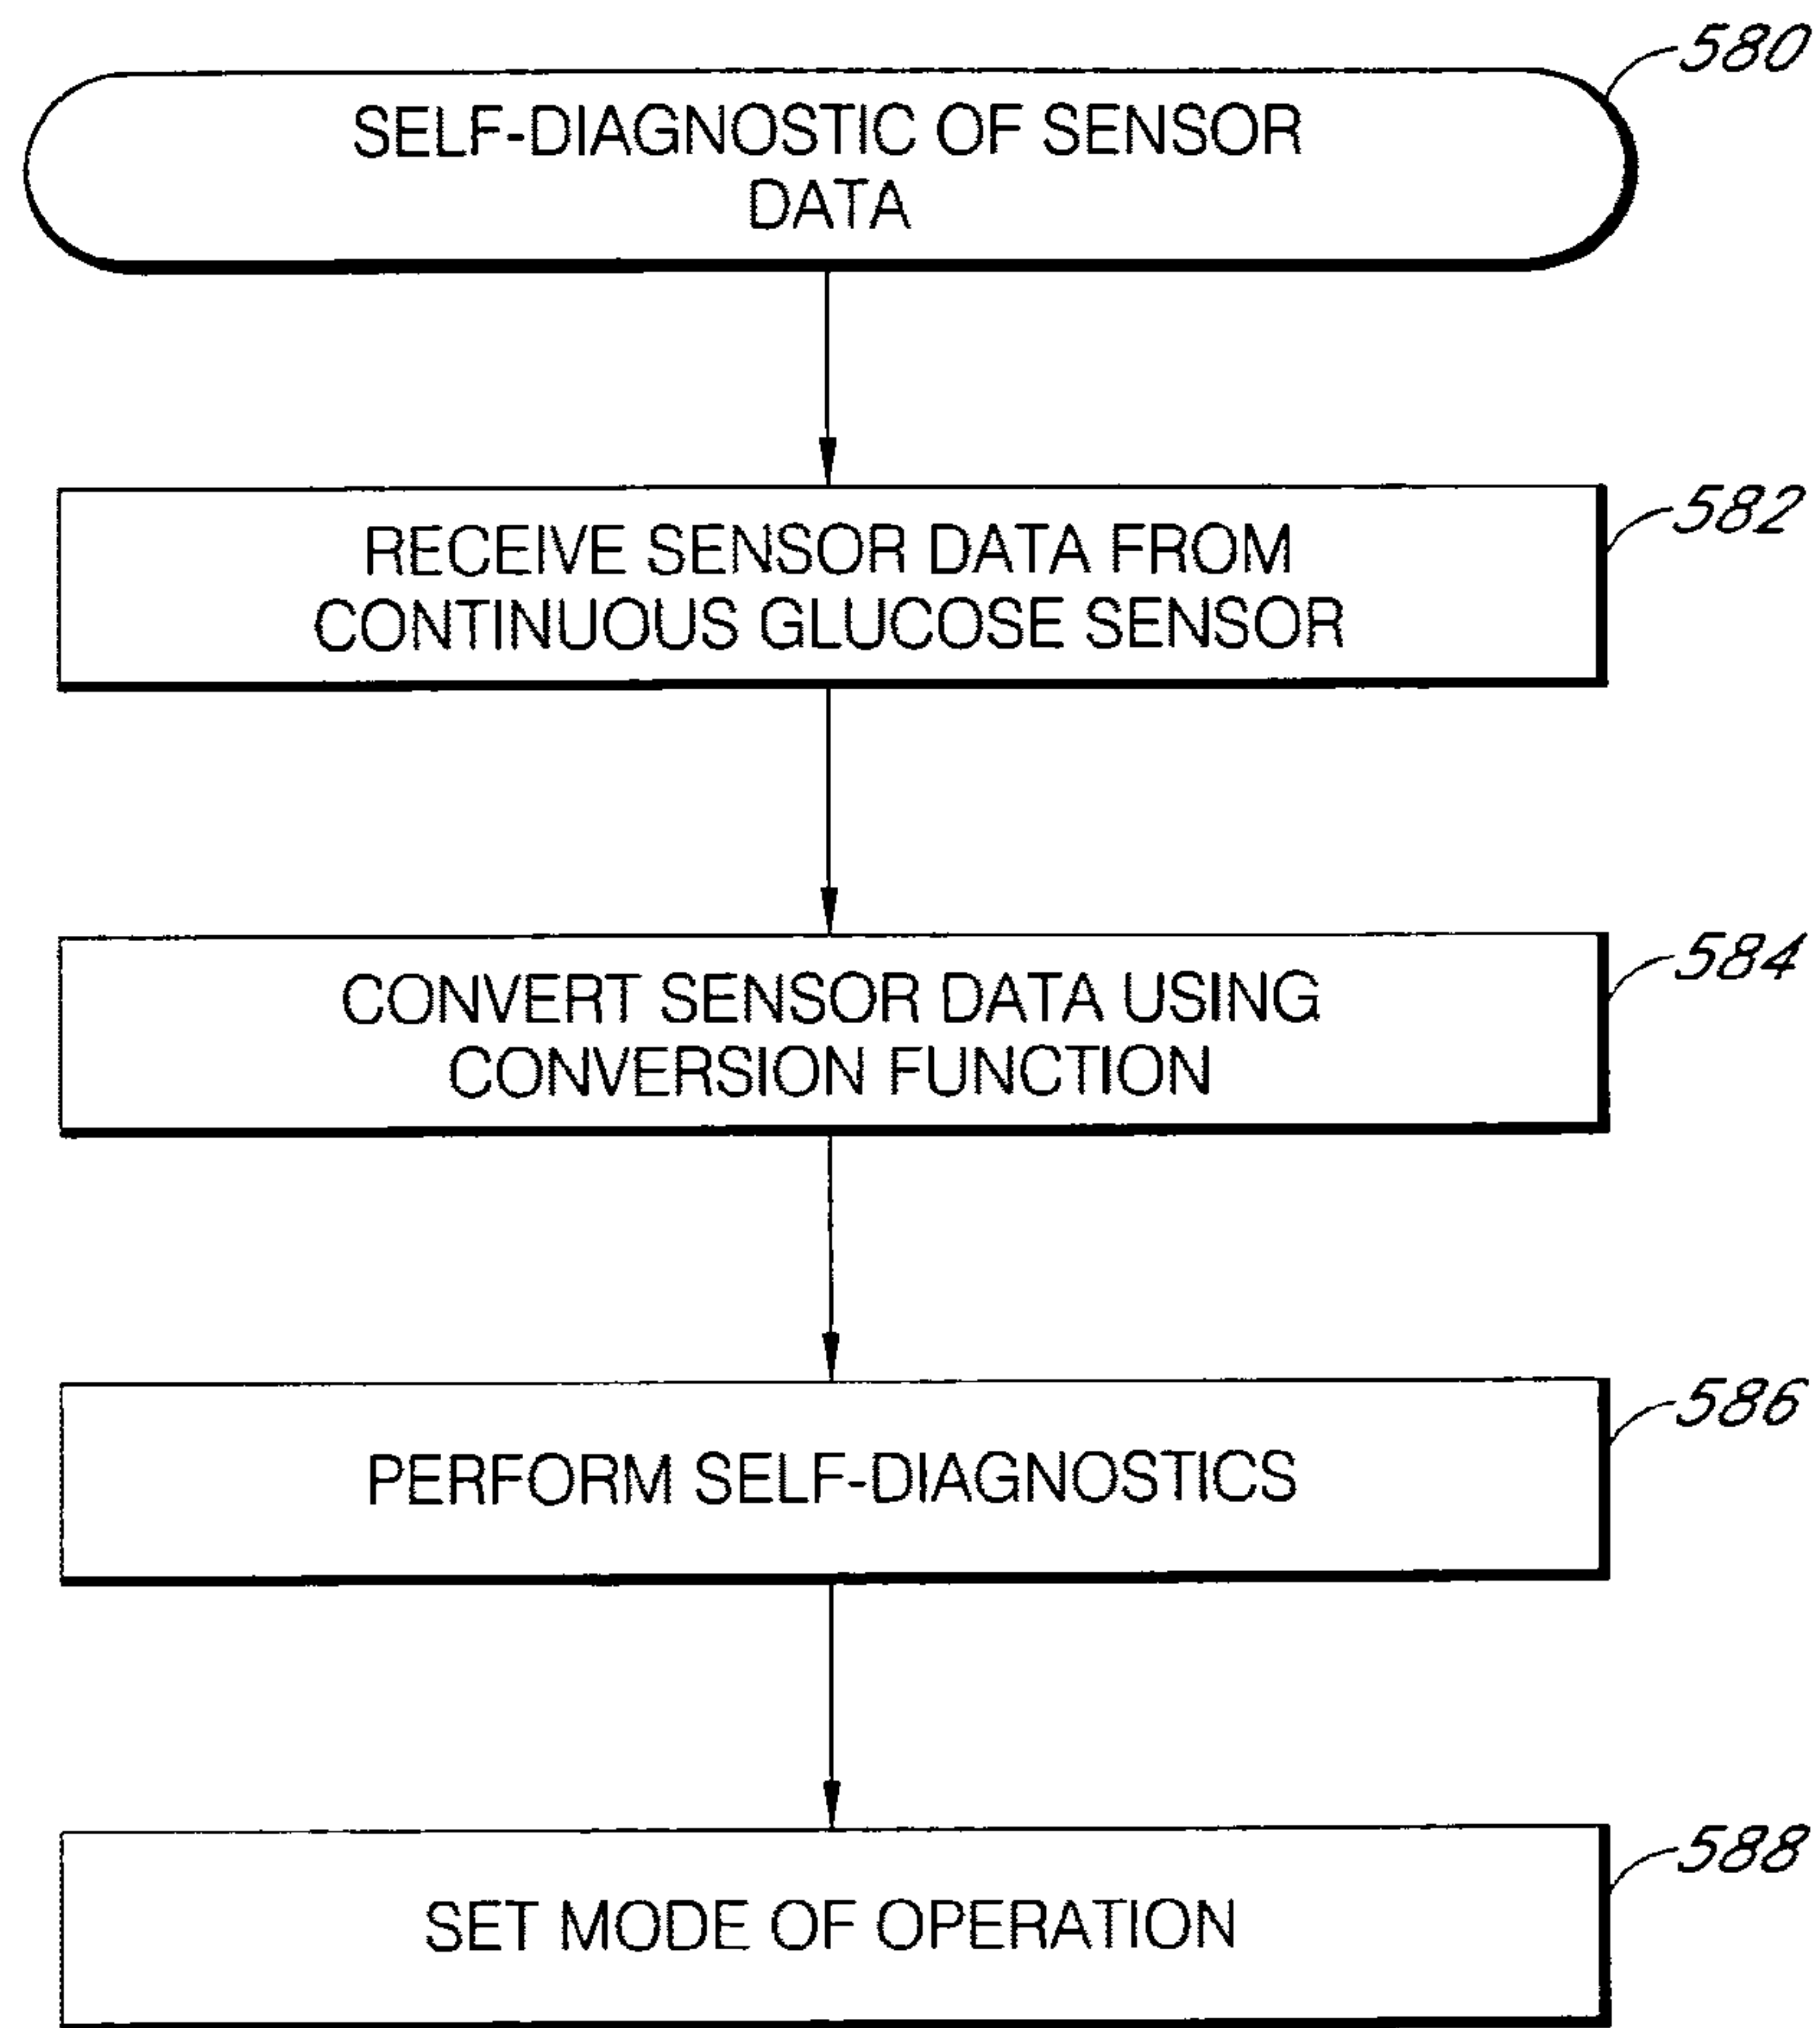 580
SELF-DIAGNOSTIC OF SENSOR
DATA
582
RECEIVE SENSOR DATA FROM
CONTINUOUS GLUCOSE SENSOR
584
CONVERT SENSOR DATA USING
CONVERSION FUNCTION
586
PERFORM SELF-DIAGNOSTICS
588
SET MODE OF OPERATION